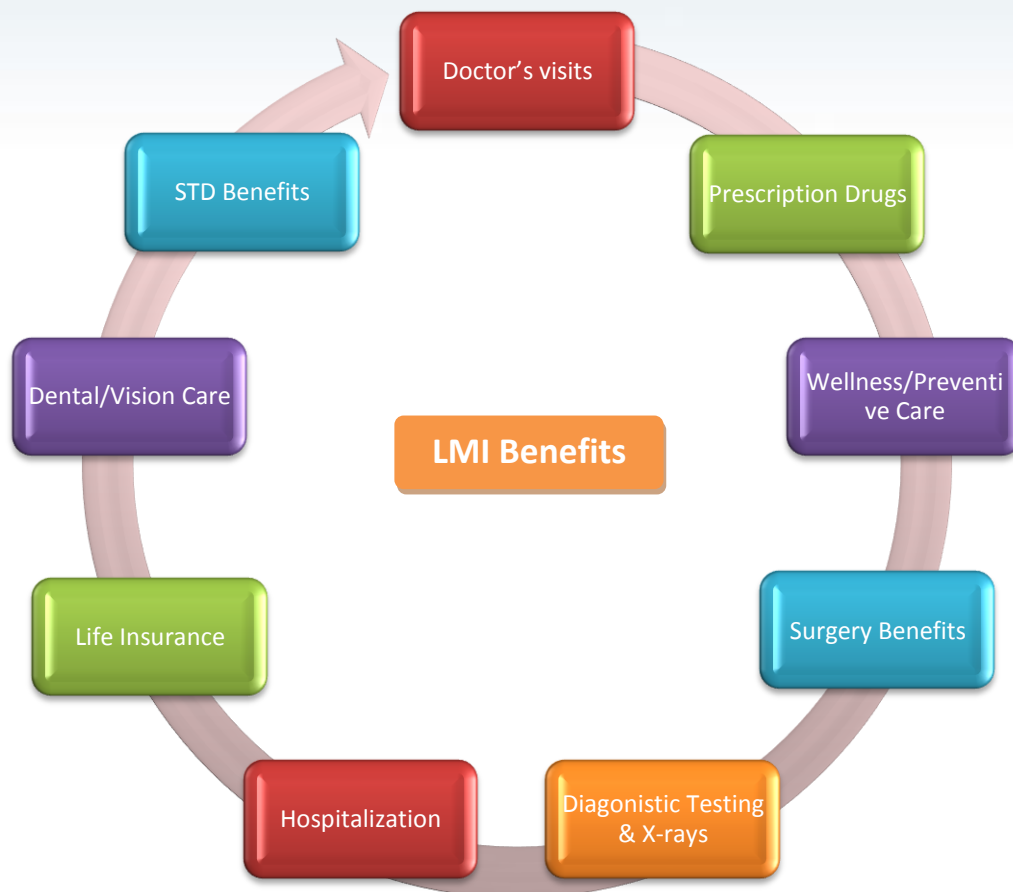 Doctor's visits
Prescription Drugs
Wellness/Preventi
ve Care
Surgery Benefits
Diagonistic Testing
& X-rays
Hospitalization
Life Insurance
Dental/Vision Care
STD Benefits
LMI Benefits